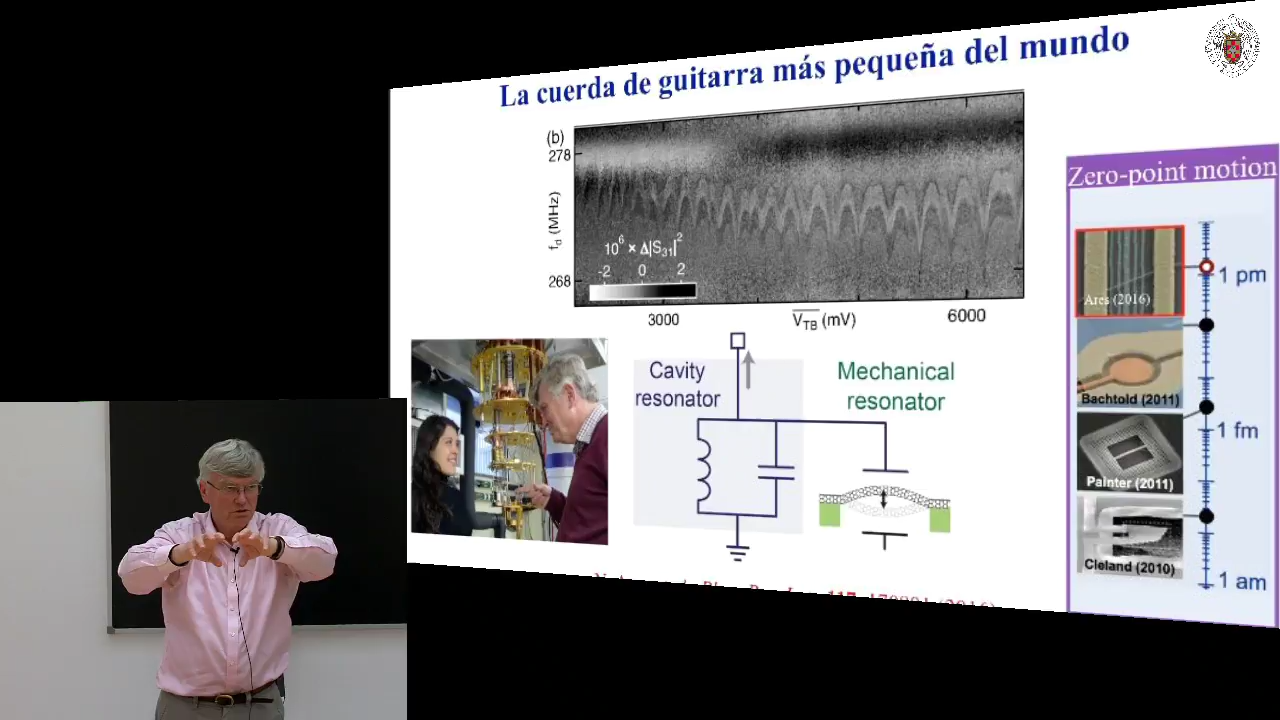 La cuerda de guitarra más pequeña del mundo
(b)
278
f_d (MHz)
268
10^6 × Δ|S_31|^2
-2 0 2
3000
V_TB (mV)
6000
Cavity
resonator
Mechanical
resonator
Zero-point motion
Ares (2016)
1 pm
Bachtold (2011)
1 fm
Painter (2011)
Cleland (2010)
1 am